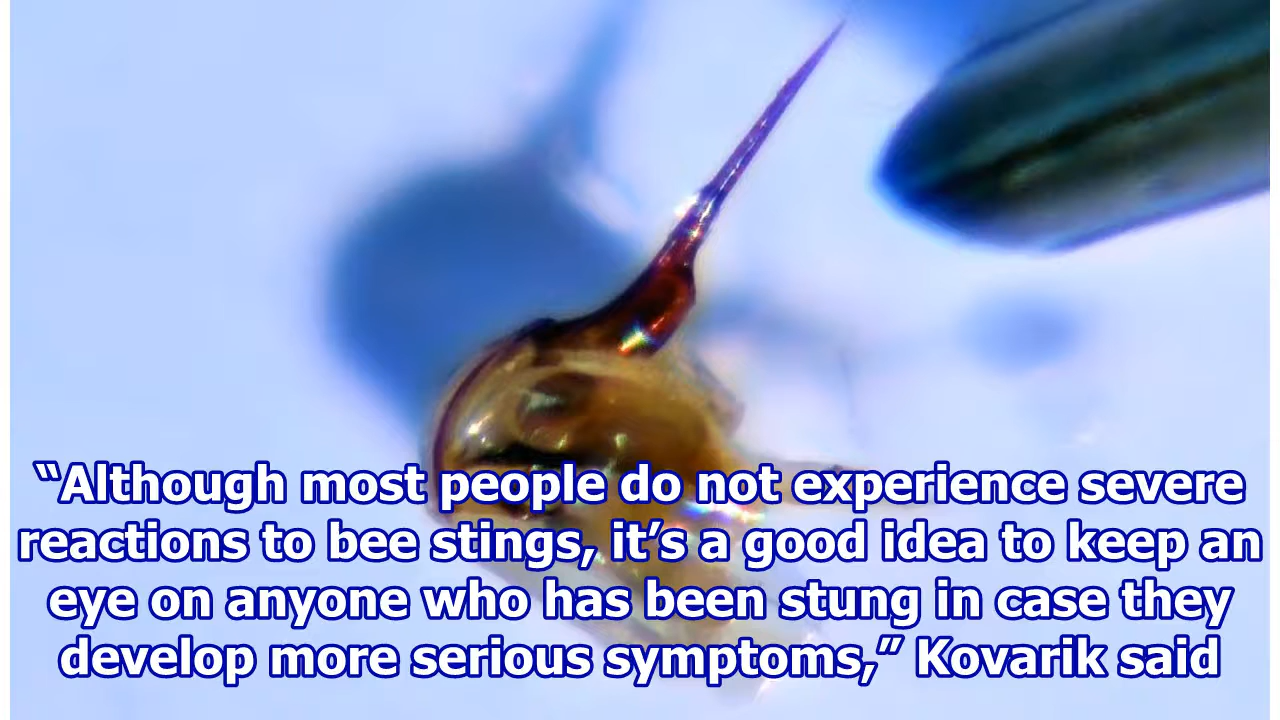 “Although most people do not experience severe
reactions to bee stings, it’s a good idea to keep an
eye on anyone who has been stung in case they
develop more serious symptoms,” Kovarik said